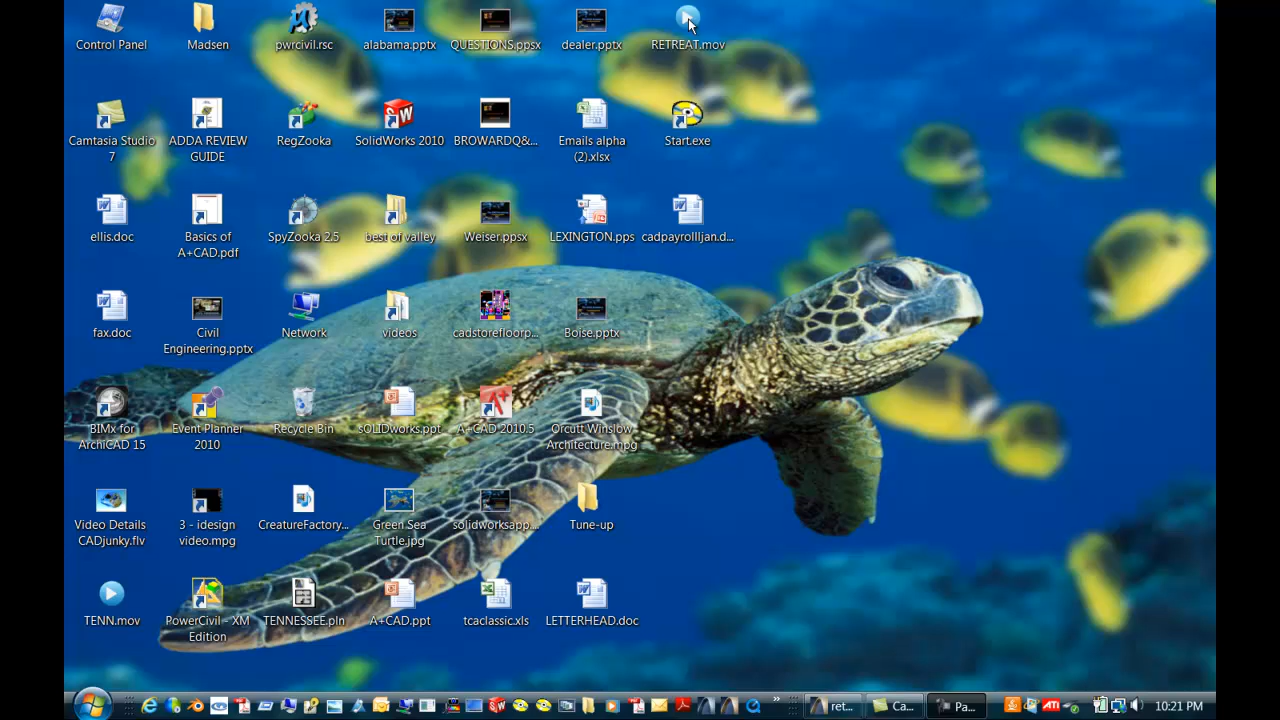 Control Panel
Madsen
pwrcivil.rsc
alabama.pptx
QUESTIONS.ppsx
dealer.pptx
RETREAT.mov
Camtasia Studio
7
ADDA REVIEW
GUIDE
RegZooka
SolidWorks 2010
BROWARDQ&...
Emails alpha
(2).xlsx
Start.exe
ellis.doc
Basics of
A+CAD.pdf
SpyZooka 2.5
best of valley
Weiser.ppsx
LEXINGTON.pps
cadpayrollljan.d...
fax.doc
Civil
Engineering.pptx
Network
videos
cadstorefloorp...
Boise.pptx
BIMx for
ArchiCAD 15
Event Planner
2010
Recycle Bin
sOLIDworks.ppt
A+CAD 2010.5
Orcutt Winslow
Architecture.mpg
Video Details
CADjunky.flv
3 - idesign
video.mpg
CreatureFactory...
Green Sea
Turtle.jpg
solidworksapp...
Tune-up
TENN.mov
PowerCivil - XM
Edition
TENNESSEE.pln
A+CAD.ppt
tcaclassic.xls
LETTERHEAD.doc
ret...
Ca...
Pa...
ATI
10:21 PM